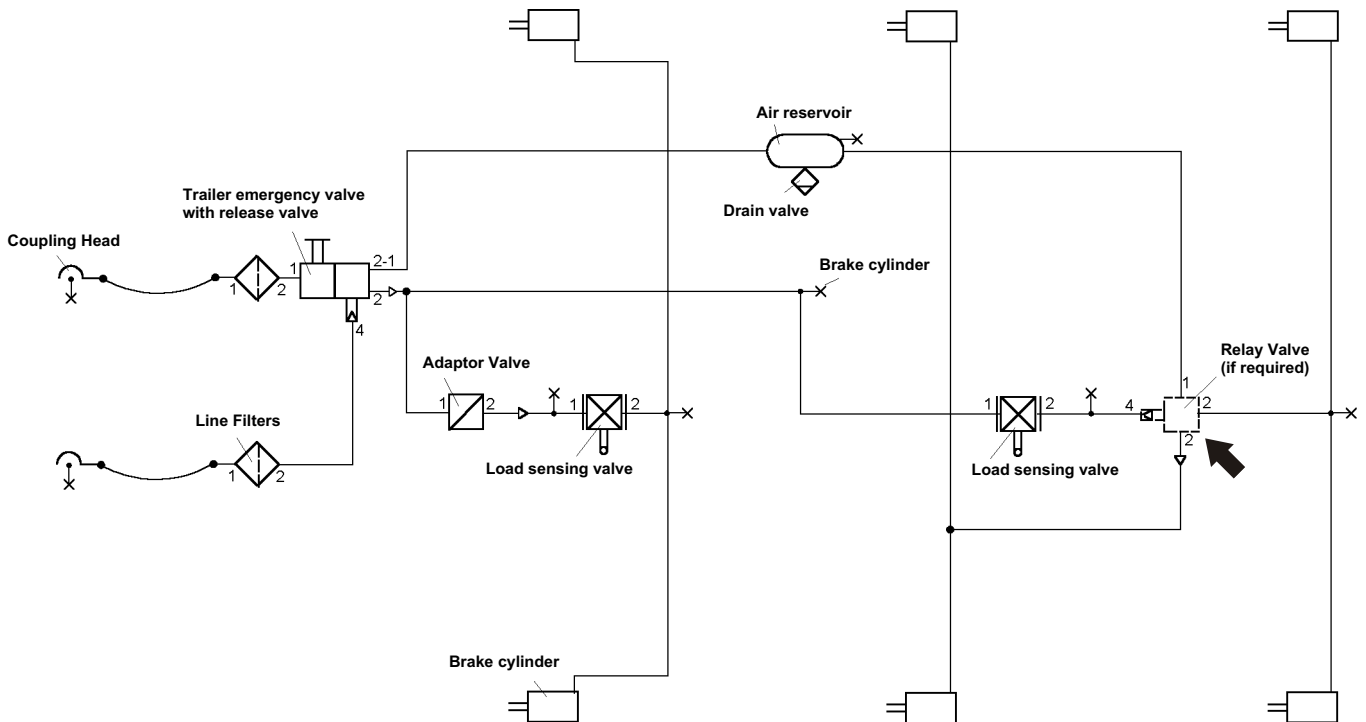 Air reservoir
Trailer emergency valve
with release valve
Drain valve
Coupling Head
2-1
1
1
2
2
4
Brake cylinder
Adaptor Valve
1
2
1
2
Load sensing valve
Line Filters
1
2
Relay Valve
(if required)
1
1
2
4
2
2
Load sensing valve
Brake cylinder